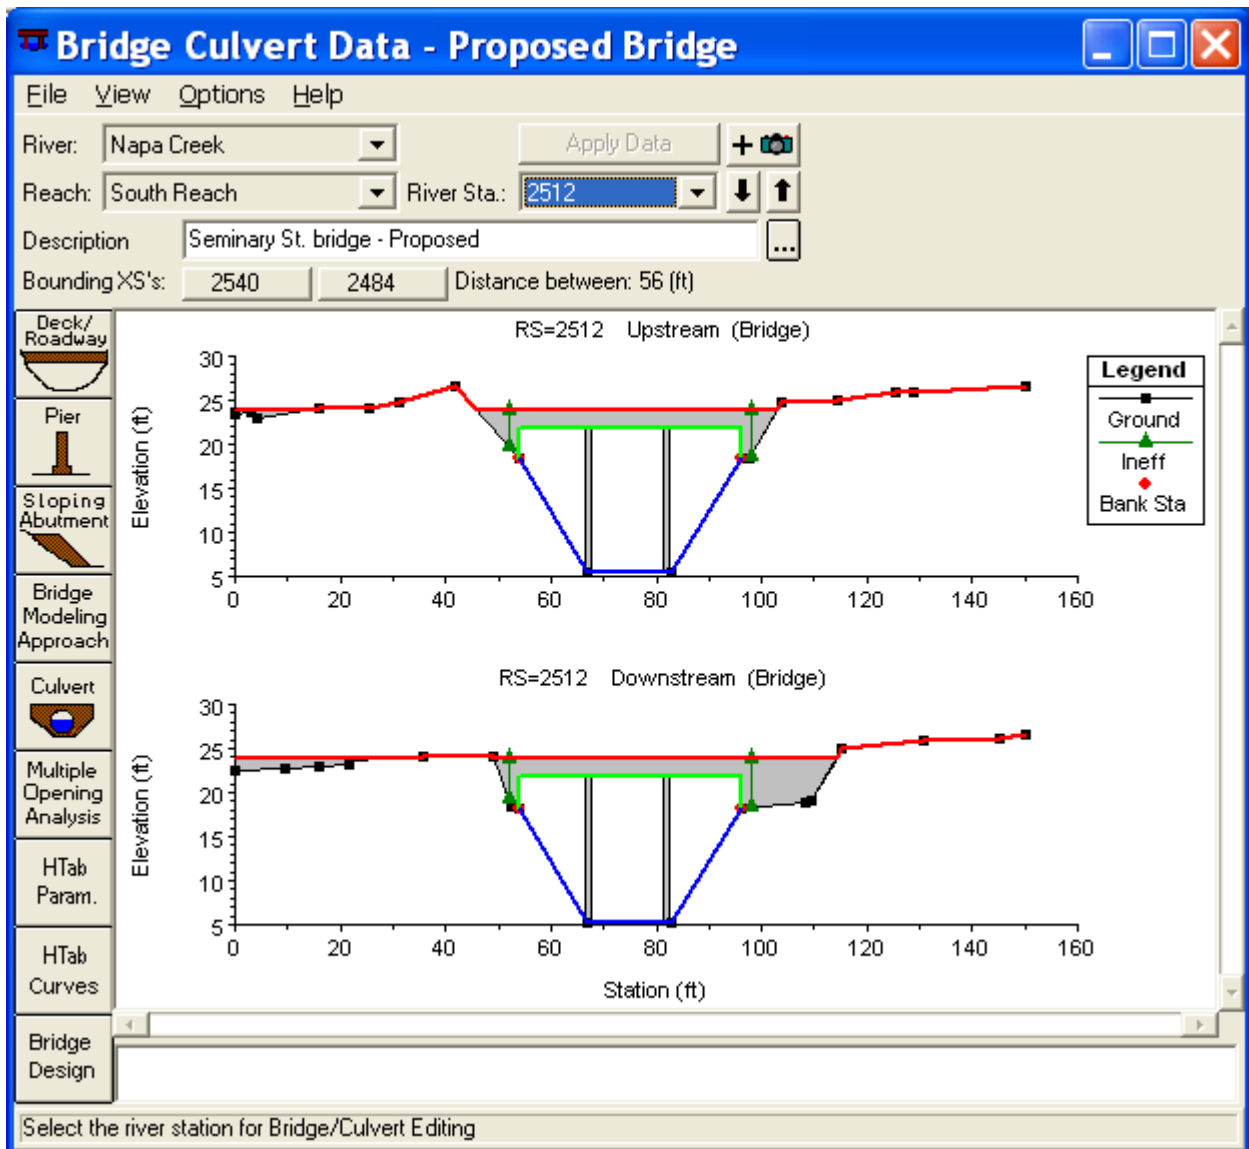 Bridge Culvert Data - Proposed Bridge
File View Options Help
River: Napa Creek Apply Data +
Reach: South Reach River Sta.: 2512
Description Seminary St. bridge - Proposed ...
Bounding XS's: 2540 2484 Distance between: 56 (ft)
Deck/
Roadway
Pier
Sloping
Abutment
Bridge
Modeling
Approach
Culvert
Multiple
Opening
Analysis
HTab
Param.
HTab
Curves
Bridge
Design
RS=2512 Upstream (Bridge)
Elevation (ft)
30
25
20
15
10
5
0 20 40 60 80 100 120 140 160
Legend
Ground
Ineff
Bank Sta
RS=2512 Downstream (Bridge)
Elevation (ft)
30
25
20
15
10
5
0 20 40 60 80 100 120 140 160
Station (ft)
Select the river station for Bridge/Culvert Editing